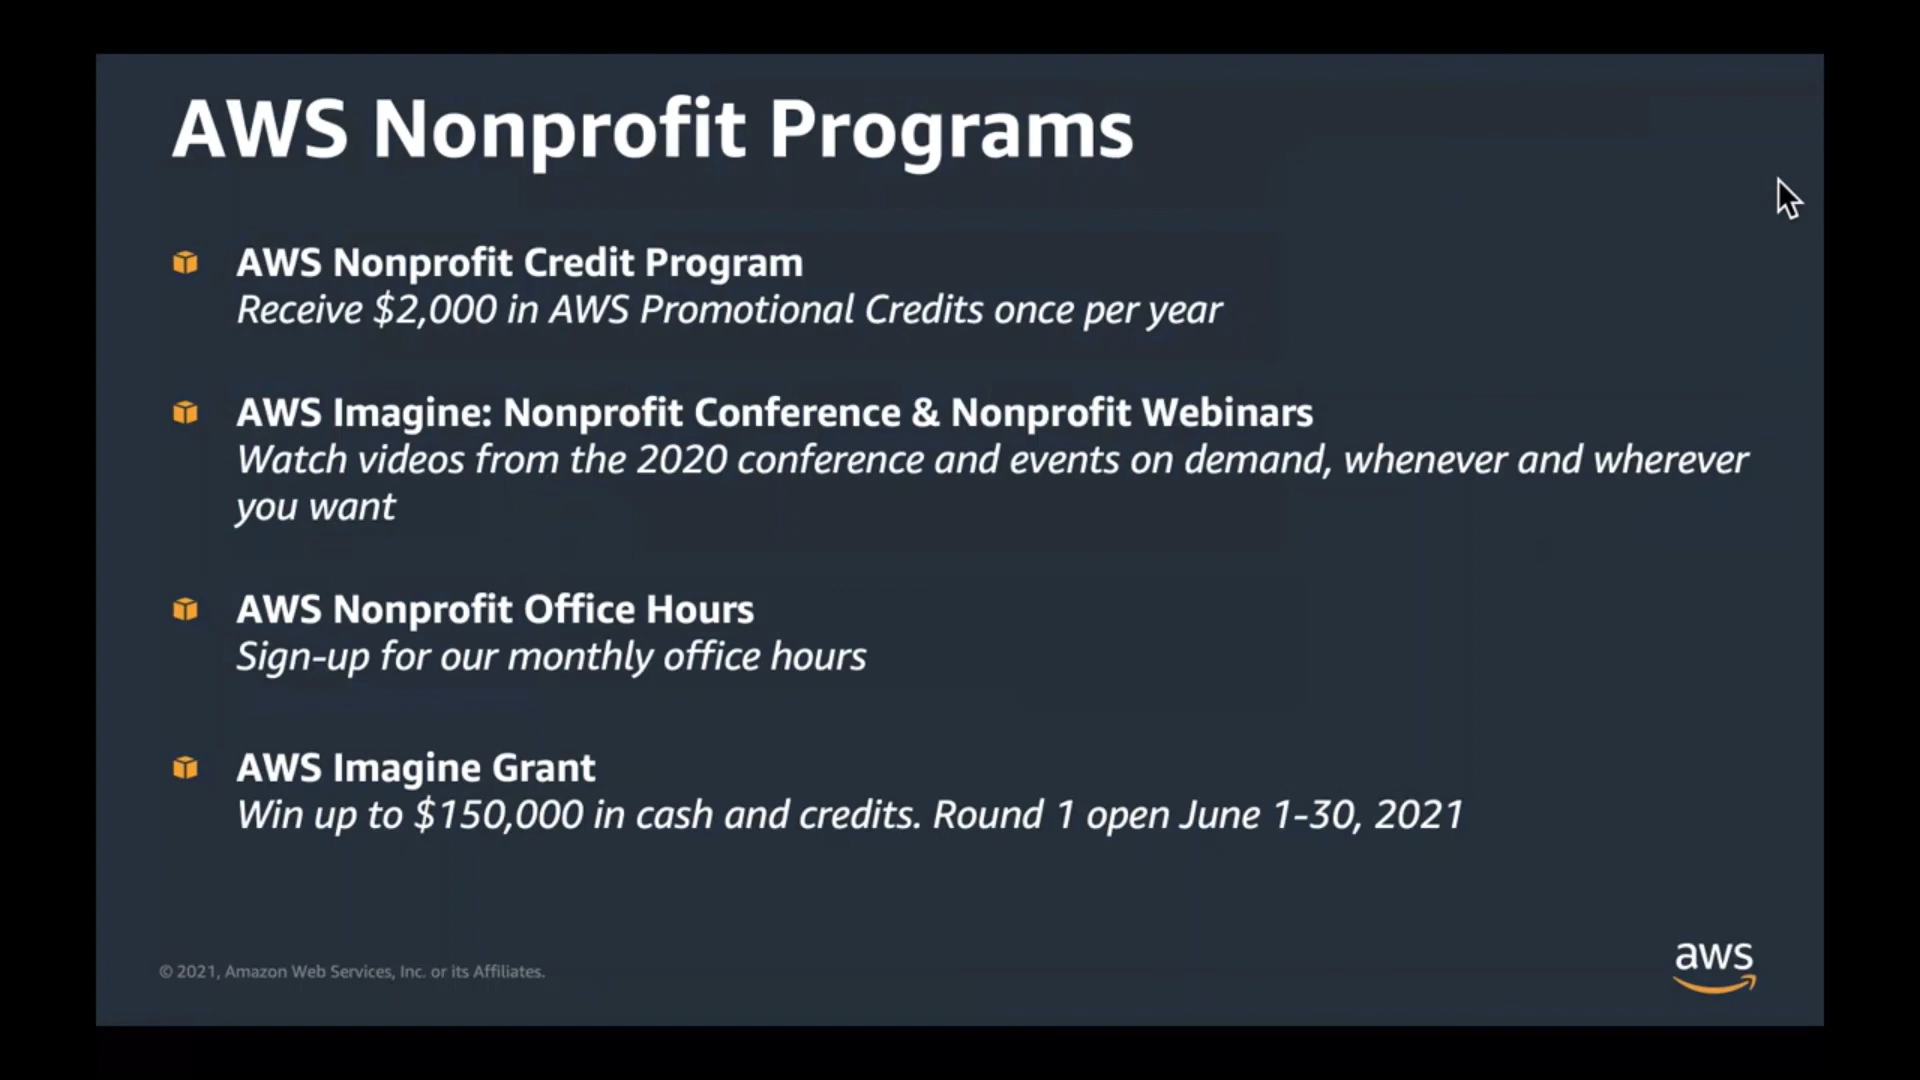 AWS Nonprofit Programs
AWS Nonprofit Credit Program
Receive $2,000 in AWS Promotional Credits once per year
AWS Imagine: Nonprofit Conference & Nonprofit Webinars
Watch videos from the 2020 conference and events on demand, whenever and wherever
you want
AWS Nonprofit Office Hours
Sign-up for our monthly office hours
AWS Imagine Grant
Win up to $150,000 in cash and credits. Round 1 open June 1-30, 2021
© 2021, Amazon Web Services, Inc. or its Affiliates.
aws